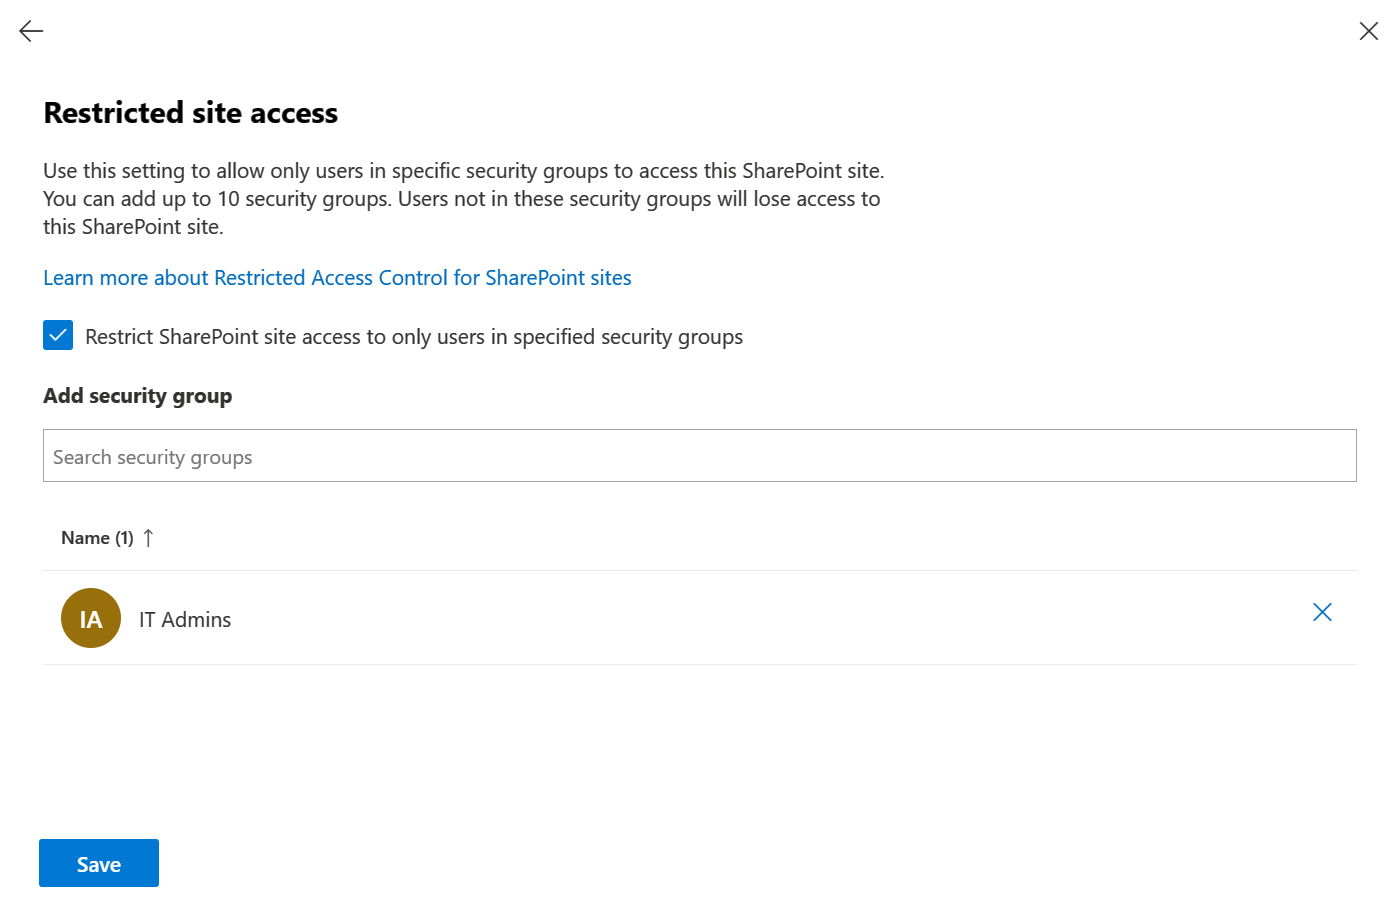 Restricted site access
Use this setting to allow only users in specific security groups to access this SharePoint site.
You can add up to 10 security groups. Users not in these security groups will lose access to
this SharePoint site.
Learn more about Restricted Access Control for SharePoint sites
Restrict SharePoint site access to only users in specified security groups
Add security group
Search security groups
Name (1) ↑
IA IT Admins
Save